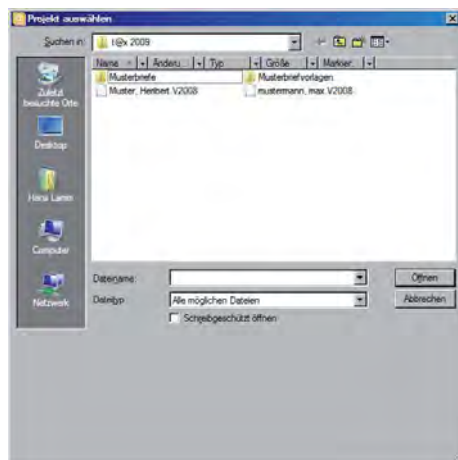 Projekt auswählen
Suchen in: t@x 2009
Name Änderu... Typ Größe Markier...
Musterbriefe Musterbriefvorlagen
Muster, Heribert.V2008 mustermann, max.V2008
Zuletzt
besuchte Orte
Desktop
Hans Lamm
Computer
Netzwerk
Dateiname: Öffnen
Dateityp: Alle möglichen Dateien Abbrechen
Schreibgeschützt öffnen